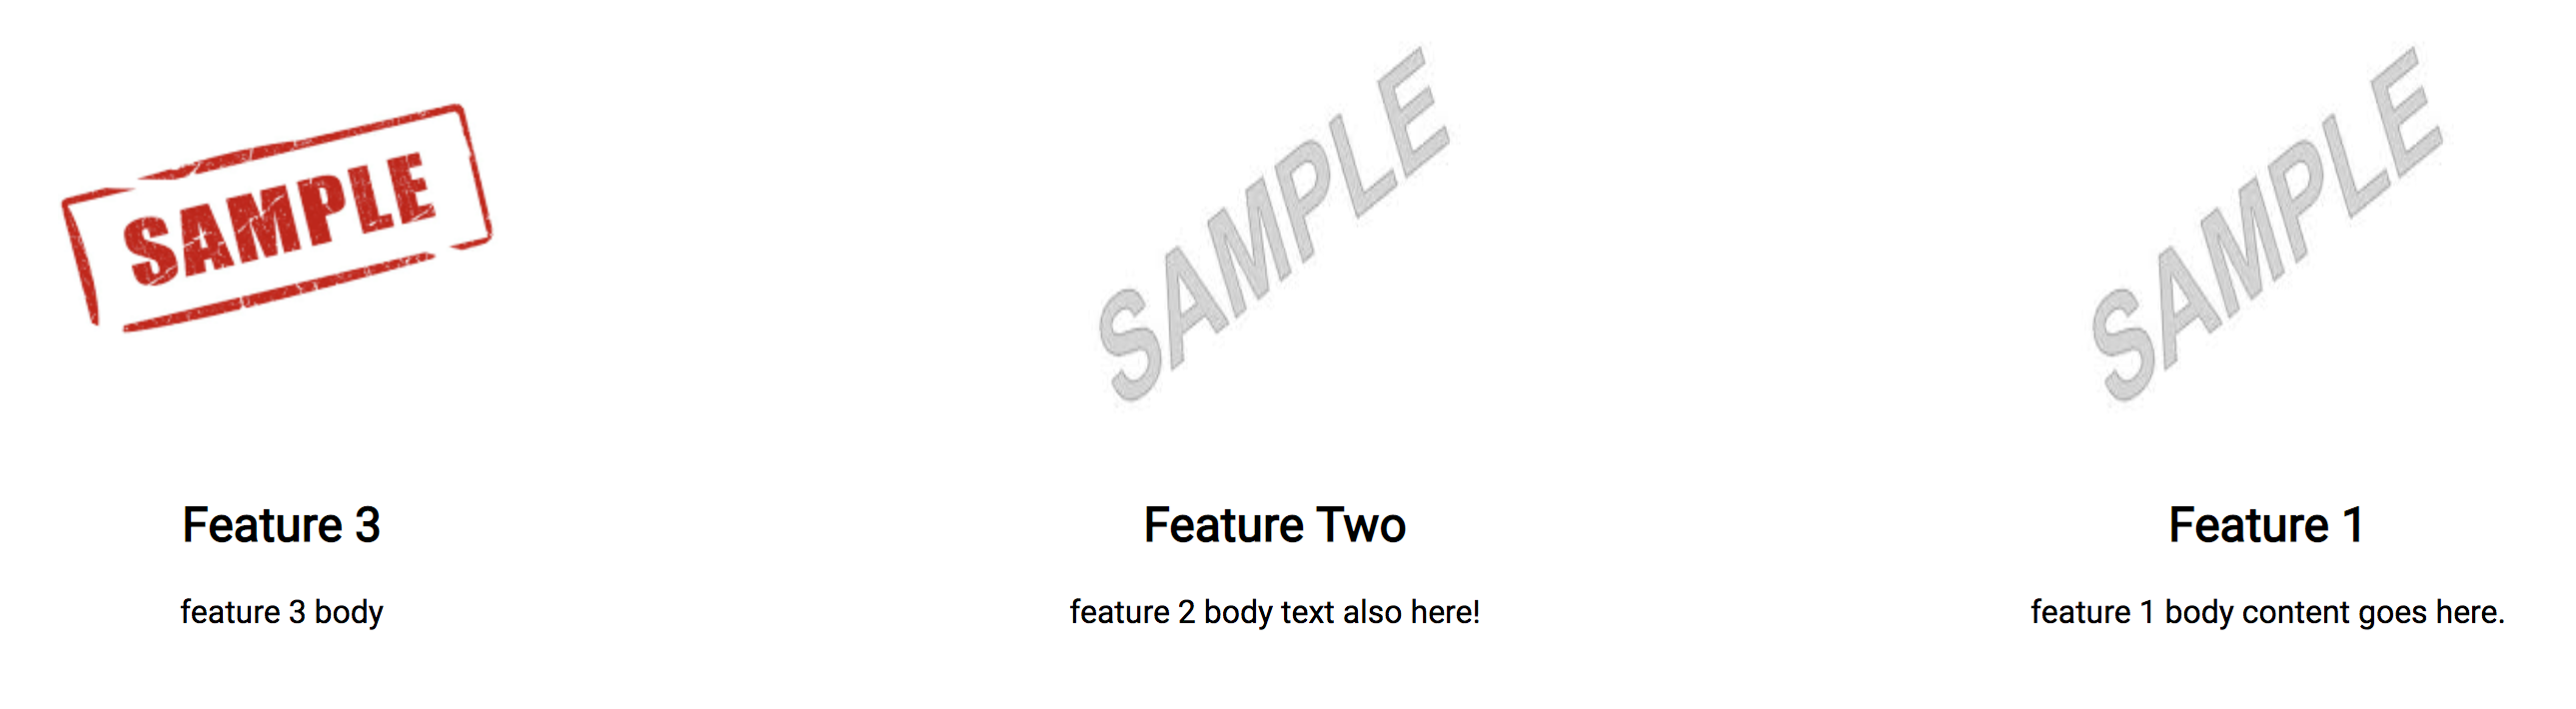 SAMPLE
SAMPLE
SAMPLE
Feature 3
Feature Two
Feature 1
feature 3 body
feature 2 body text also here!
feature 1 body content goes here.